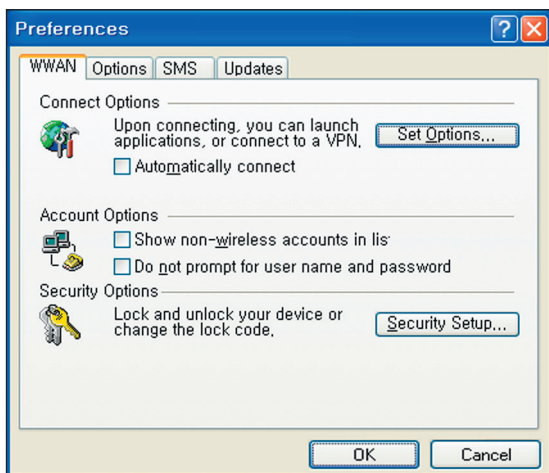 Preferences
WWAN Options SMS Updates
Connect Options
Upon connecting, you can launch
applications, or connect to a VPN.
Set Options...
Automatically connect
Account Options
Show non-wireless accounts in lis
Do not prompt for user name and password
Security Options
Lock and unlock your device or
change the lock code.
Security Setup...
OK Cancel